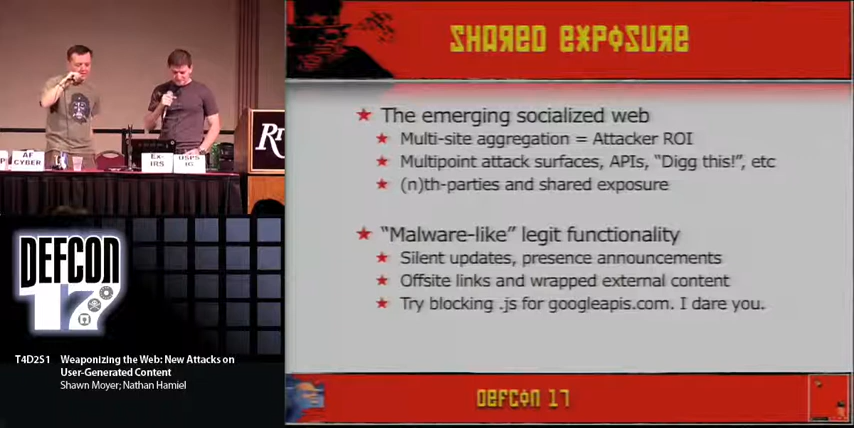 SHARED EXPOSURE
★ The emerging socialized web
★ Multi-site aggregation = Attacker ROI
★ Multipoint attack surfaces, APIs, “Digg this!”, etc
★ (n)th-parties and shared exposure
★ “Malware-like” legit functionality
★ Silent updates, presence announcements
★ Offsite links and wrapped external content
★ Try blocking .js for googleapis.com. I dare you.
DEFCON 17
AF
CYBER
Ex-
IRS
USPS
IG
DEFCON
17
T4D2S1 Weaponizing the Web: New Attacks on
User-Generated Content
Shawn Moyer; Nathan Hamiel